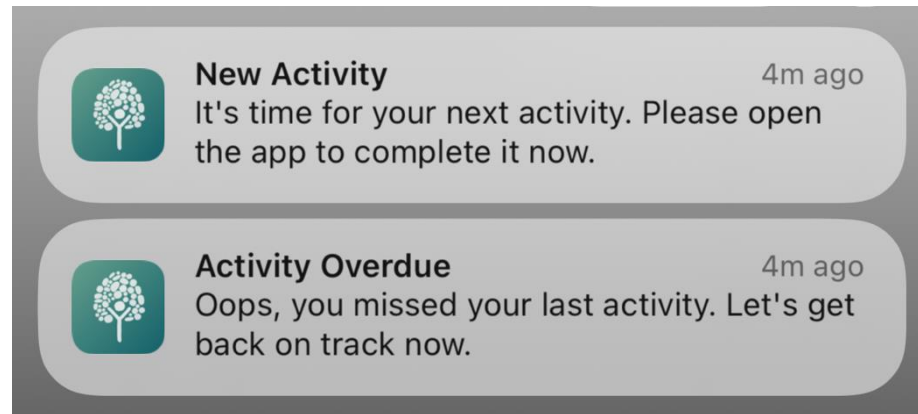 New Activity 4m ago
It's time for your next activity. Please open
the app to complete it now.
Activity Overdue 4m ago
Oops, you missed your last activity. Let's get
back on track now.